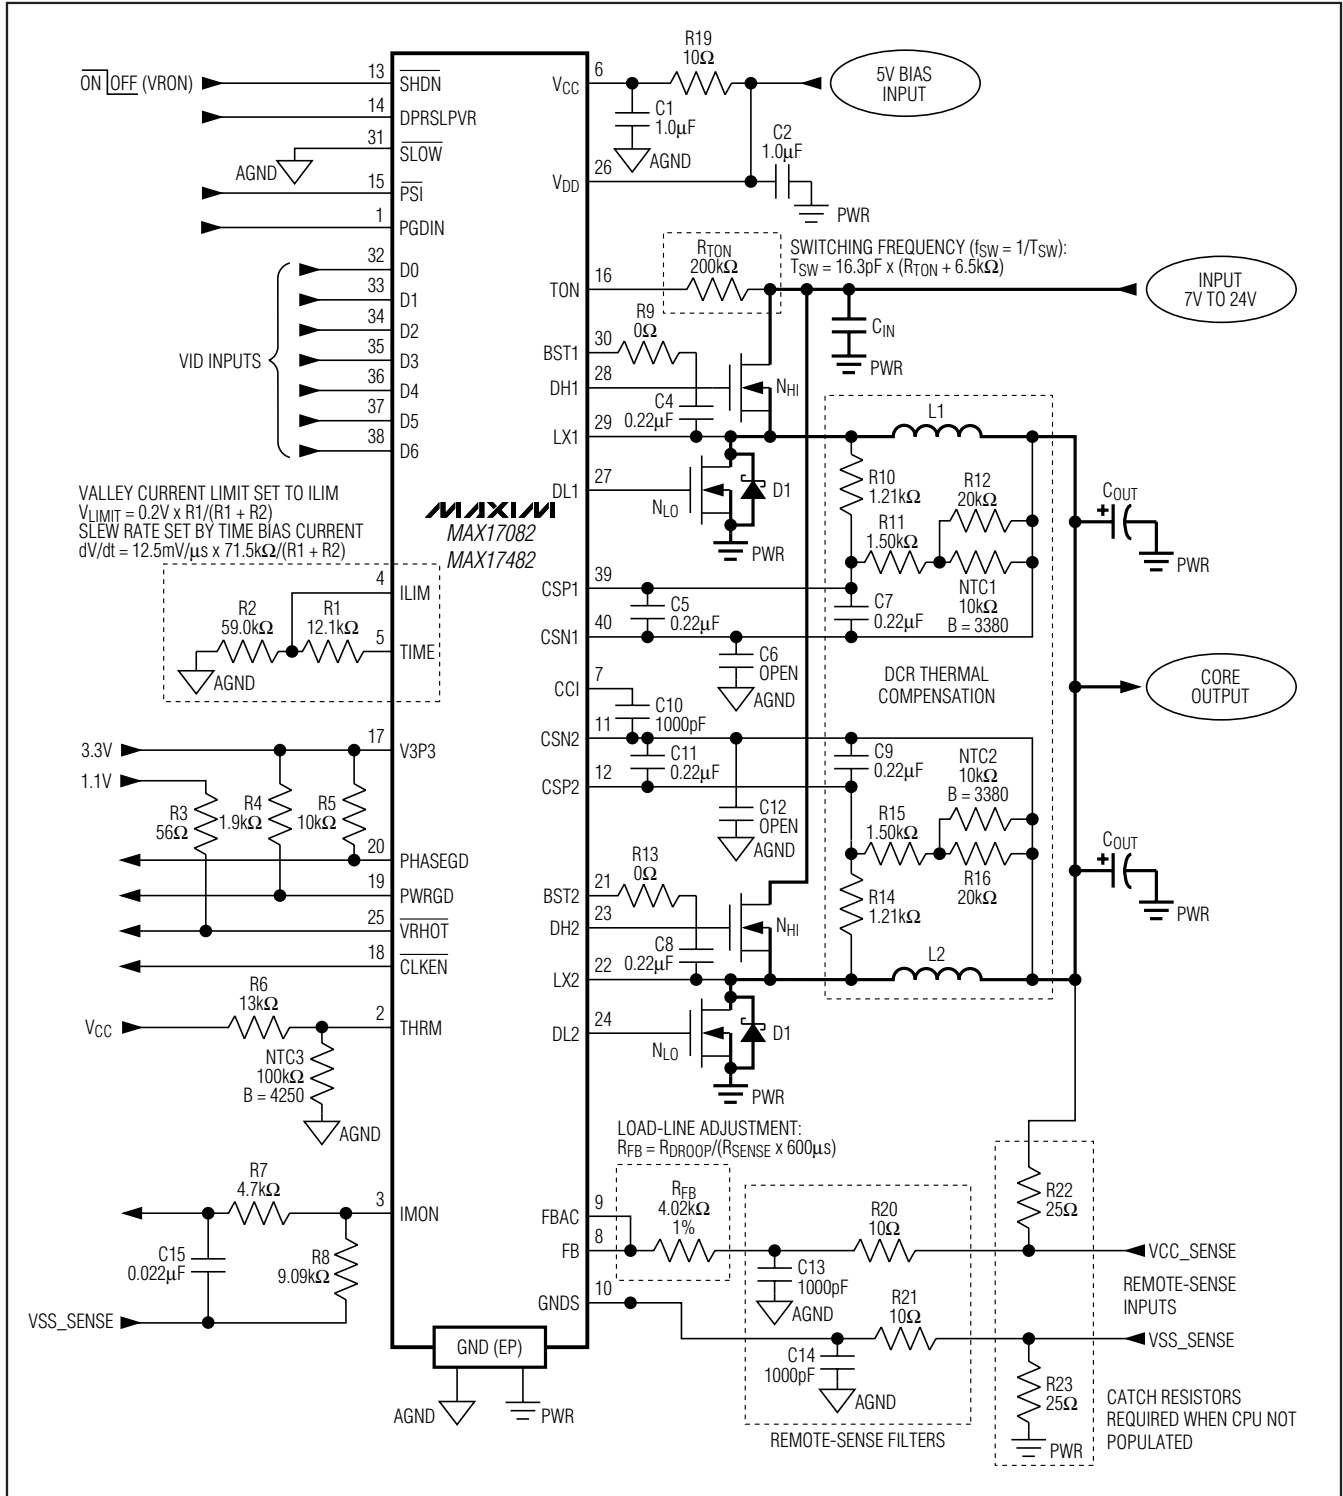 ON OFF (VRON)
13
SHDN
14
DPRSLPVR
31
SLOW
AGND
15
PSI
1
PGDIN
VID INPUTS
32
D0
33
D1
34
D2
35
D3
36
D4
37
D5
38
D6
VALLEY CURRENT LIMIT SET TO ILIM
VLIMIT = 0.2V x R1/(R1 + R2)
SLEW RATE SET BY TIME BIAS CURRENT
dV/dt = 12.5mV/µs x 71.5kΩ/(R1 + R2)
4
ILIM
R2
59.0kΩ
R1
12.1kΩ
5
TIME
AGND
3.3V
17
V3P3
1.1V
R3
56Ω
R4
1.9kΩ
R5
10kΩ
20
PHASEGD
19
PWRGD
25
VRHOT
18
CLKEN
VCC
R6
13kΩ
2
THRM
NTC3
100kΩ
B = 4250
AGND
R7
4.7kΩ
3
IMON
C15
0.022µF
R8
9.09kΩ
VSS_SENSE
MAXIM
MAX17082
MAX17482
GND (EP)
AGND
PWR
VCC
6
R19
10Ω
5V BIAS
INPUT
C1
1.0µF
AGND
C2
1.0µF
VDD
26
PWR
RTON
200kΩ
SWITCHING FREQUENCY (fSW = 1/TSW):
TSW = 16.3pF x (RTON + 6.5kΩ)
TON
16
INPUT
7V TO 24V
CIN
PWR
R9
0Ω
BST1
30
DH1
28
NHI
C4
0.22µF
LX1
29
L1
DL1
27
NLO
D1
PWR
R10
1.21kΩ
R12
20kΩ
R11
1.50kΩ
NTC1
10kΩ
B = 3380
COUT
PWR
CSP1
39
C5
0.22µF
C7
0.22µF
CSN1
40
C6
OPEN
AGND
DCR THERMAL
COMPENSATION
CORE
OUTPUT
CCI
7
C10
1000pF
CSN2
11
C11
0.22µF
C9
0.22µF
NTC2
10kΩ
B = 3380
CSP2
12
C12
OPEN
AGND
R15
1.50kΩ
R16
20kΩ
R14
1.21kΩ
COUT
PWR
R13
0Ω
BST2
21
DH2
23
NHI
C8
0.22µF
LX2
22
L2
DL2
24
NLO
D1
PWR
LOAD-LINE ADJUSTMENT:
RFB = RDROOP/(RSENSE x 600µs)
RFB
4.02kΩ
1%
FBAC
9
FB
8
R20
10Ω
R22
25Ω
VCC_SENSE
C13
1000pF
AGND
GNDS
10
R21
10Ω
REMOTE-SENSE
INPUTS
VSS_SENSE
C14
1000pF
AGND
R23
25Ω
PWR
CATCH RESISTORS
REQUIRED WHEN CPU NOT
POPULATED
REMOTE-SENSE FILTERS